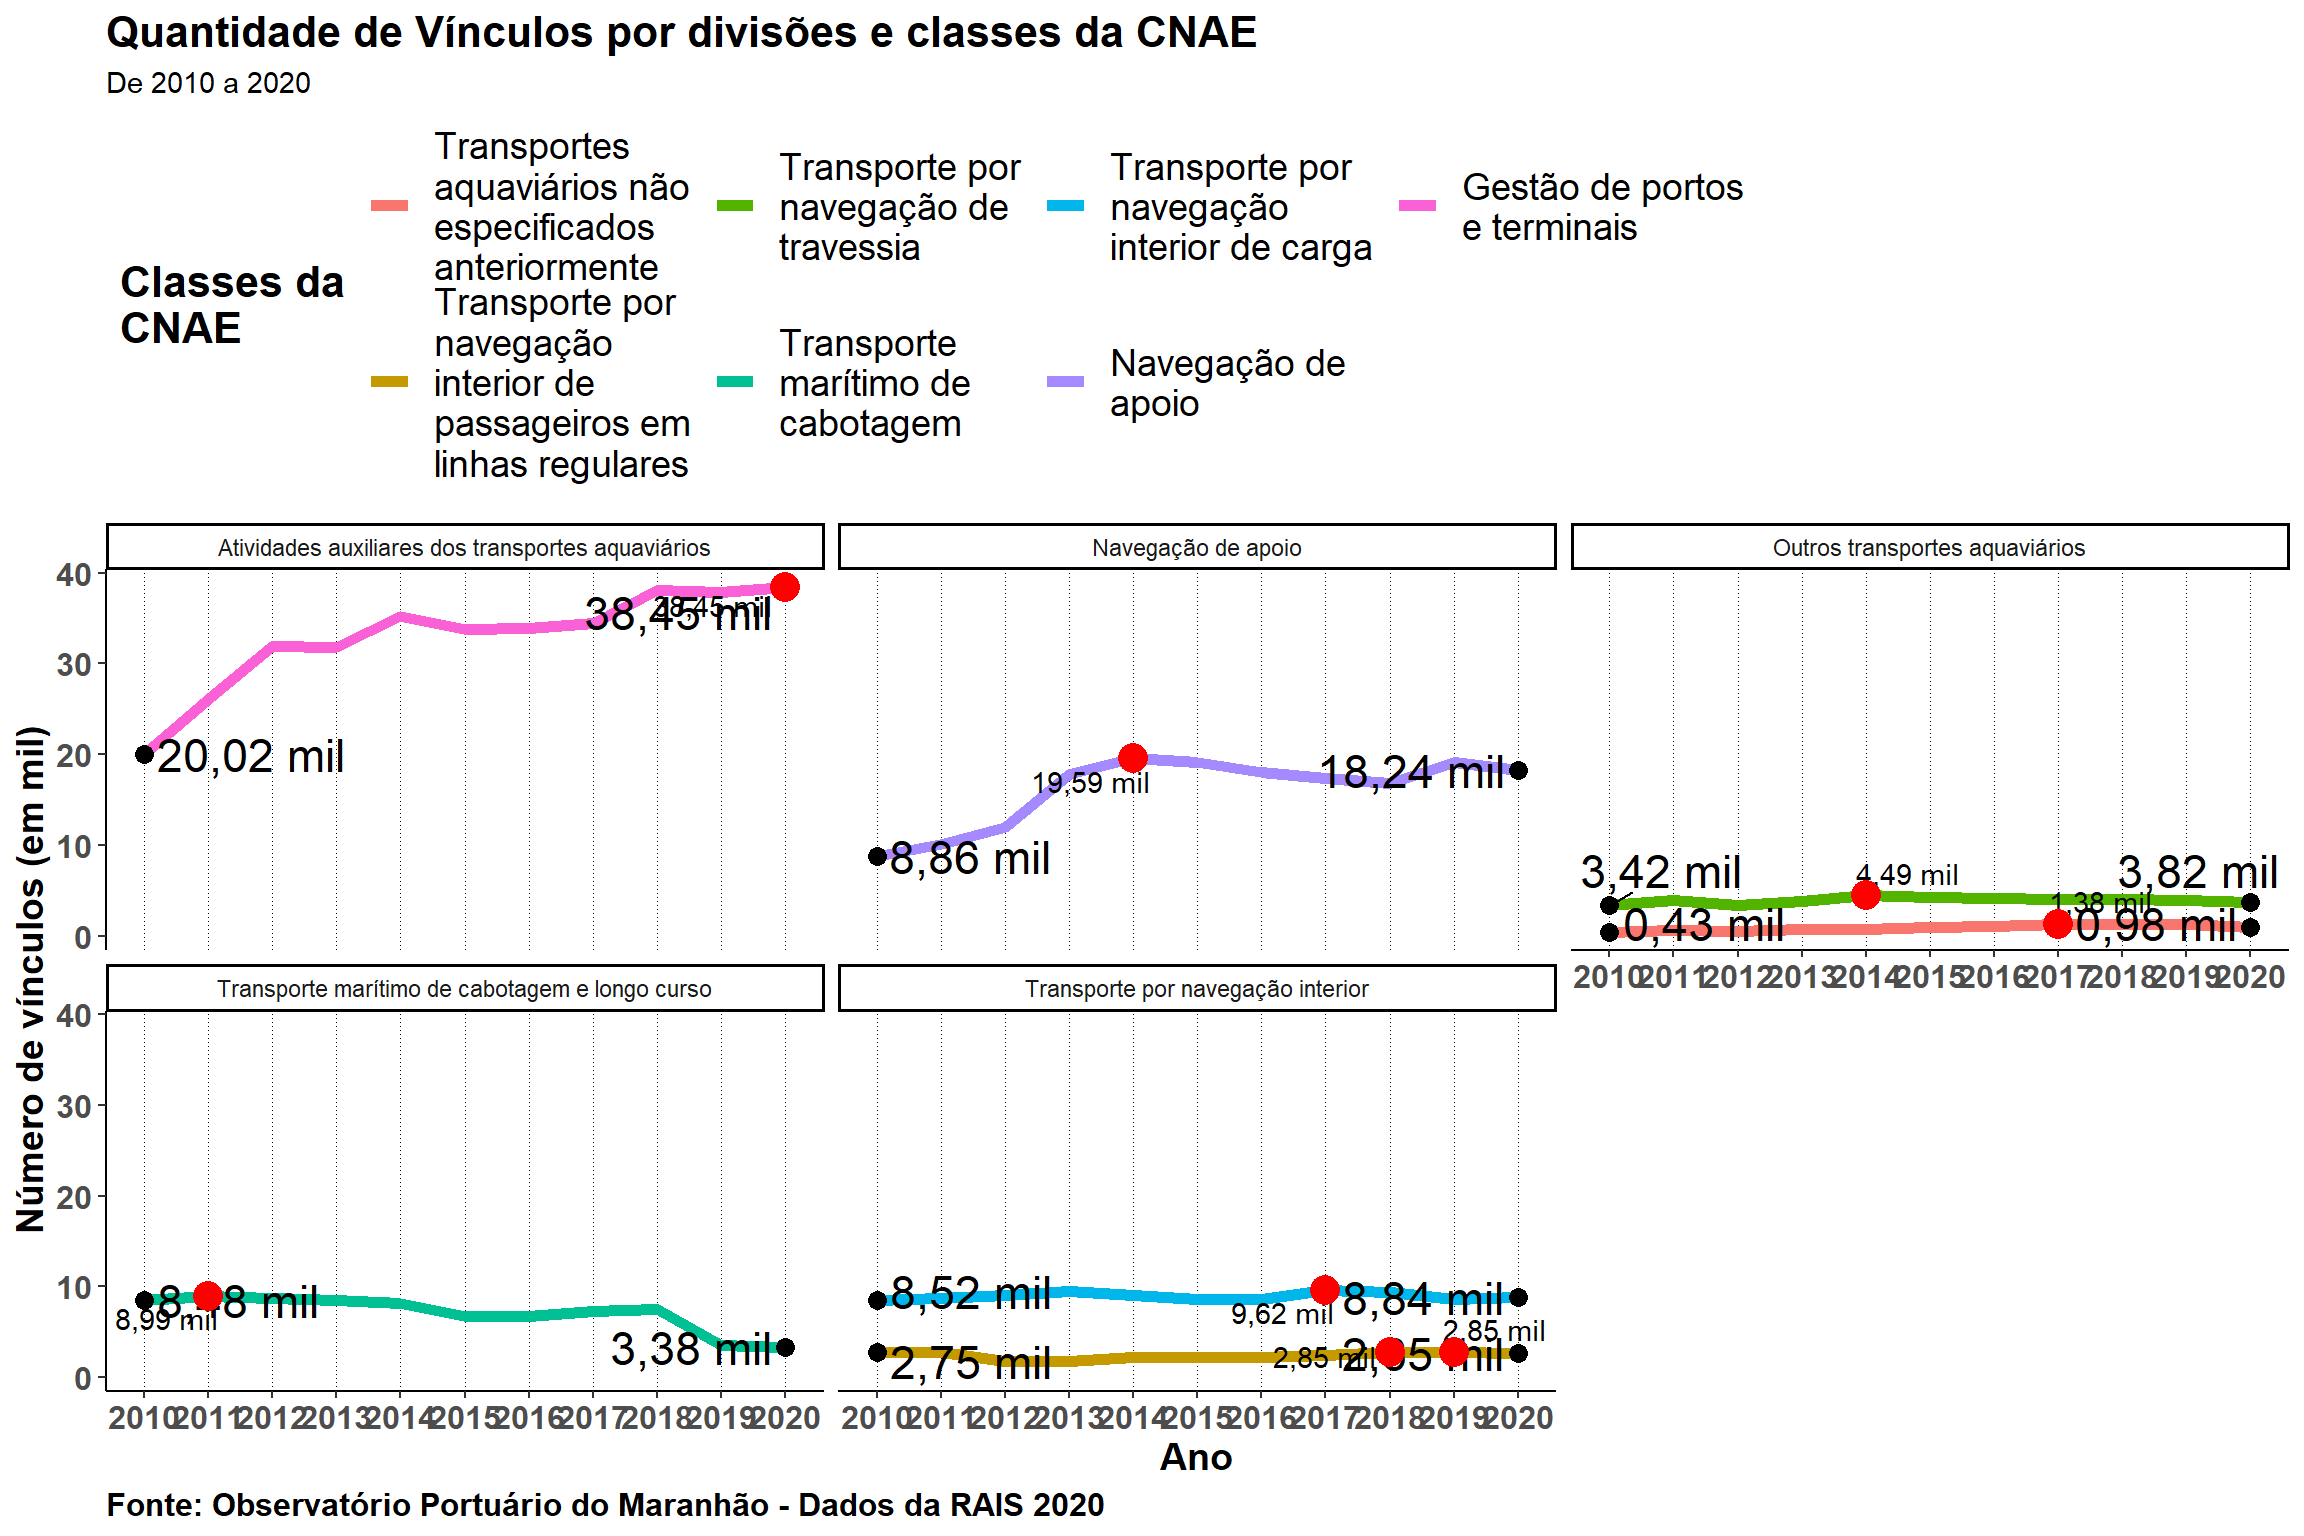 Quantidade de Vínculos por divisões e classes da CNAE
De 2010 a 2020
Classes da
CNAE
Transportes
aquaviários não
especificados
anteriormente
Transporte por
navegação
interior de
passageiros em
linhas regulares
Transporte por
navegação de
travessia
Transporte
marítimo de
cabotagem
Transporte por
navegação
interior de carga
Navegação de
apoio
Gestão de portos
e terminais
Número de vínculos (em mil)
Atividades auxiliares dos transportes aquaviários
40
30
20
10
0
20,02 mil
38,45 mil
38,45 mil
Navegação de apoio
8,86 mil
19,59 mil
18,24 mil
Outros transportes aquaviários
3,42 mil
4,49 mil
3,82 mil
0,43 mil
1,38 mil
0,98 mil
2010 2011 2012 2013 2014 2015 2016 2017 2018 2019 2020
Transporte marítimo de cabotagem e longo curso
40
30
20
10
0
8,99 mil
3,38 mil
2010 2011 2012 2013 2014 2015 2016 2017 2018 2019 2020
Transporte por navegação interior
8,52 mil
9,62 mil
8,84 mil
2,75 mil
2,85 mil
2,85 mil
2010 2011 2012 2013 2014 2015 2016 2017 2018 2019 2020
Ano
Fonte: Observatório Portuário do Maranhão - Dados da RAIS 2020